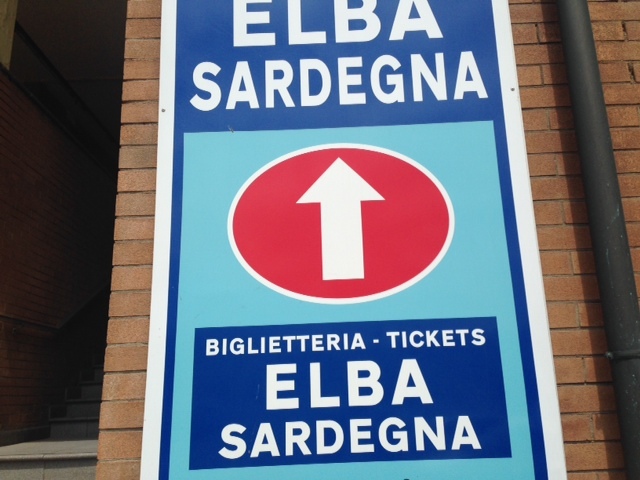 ELBA
SARDEGNA
BIGLIETTERIA - TICKETS
ELBA
SARDEGNA